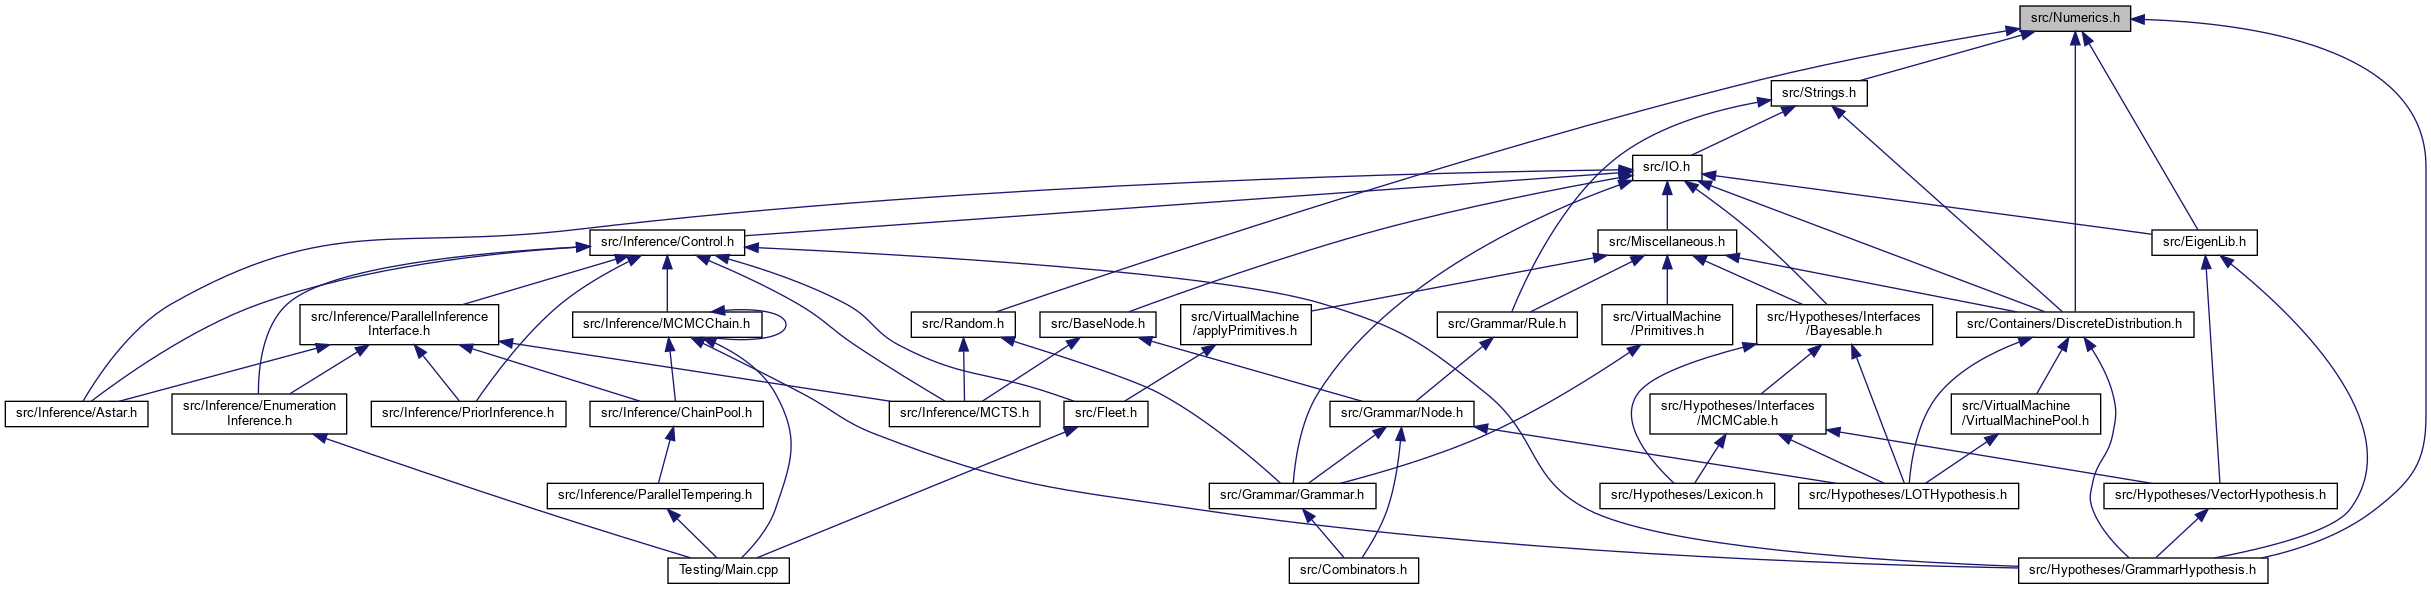 src/Numerics.h
src/Strings.h
src/IO.h
src/Inference/Control.h
src/Miscellaneous.h
src/EigenLib.h
src/Inference/ParallelInference
Interface.h
src/Inference/MCMCChain.h
src/Random.h
src/BaseNode.h
src/VirtualMachine
/applyPrimitives.h
src/Grammar/Rule.h
src/VirtualMachine
/Primitives.h
src/Hypotheses/Interfaces
/Bayesable.h
src/Containers/DiscreteDistribution.h
src/Inference/Astar.h
src/Inference/Enumeration
Inference.h
src/Inference/PriorInference.h
src/Inference/ChainPool.h
src/Inference/MCTS.h
src/Fleet.h
src/Grammar/Node.h
src/Hypotheses/Interfaces
/MCMCable.h
src/VirtualMachine
/VirtualMachinePool.h
src/Inference/ParallelTempering.h
src/Grammar/Grammar.h
src/Hypotheses/Lexicon.h
src/Hypotheses/LOTHypothesis.h
src/Hypotheses/VectorHypothesis.h
Testing/Main.cpp
src/Combinators.h
src/Hypotheses/GrammarHypothesis.h